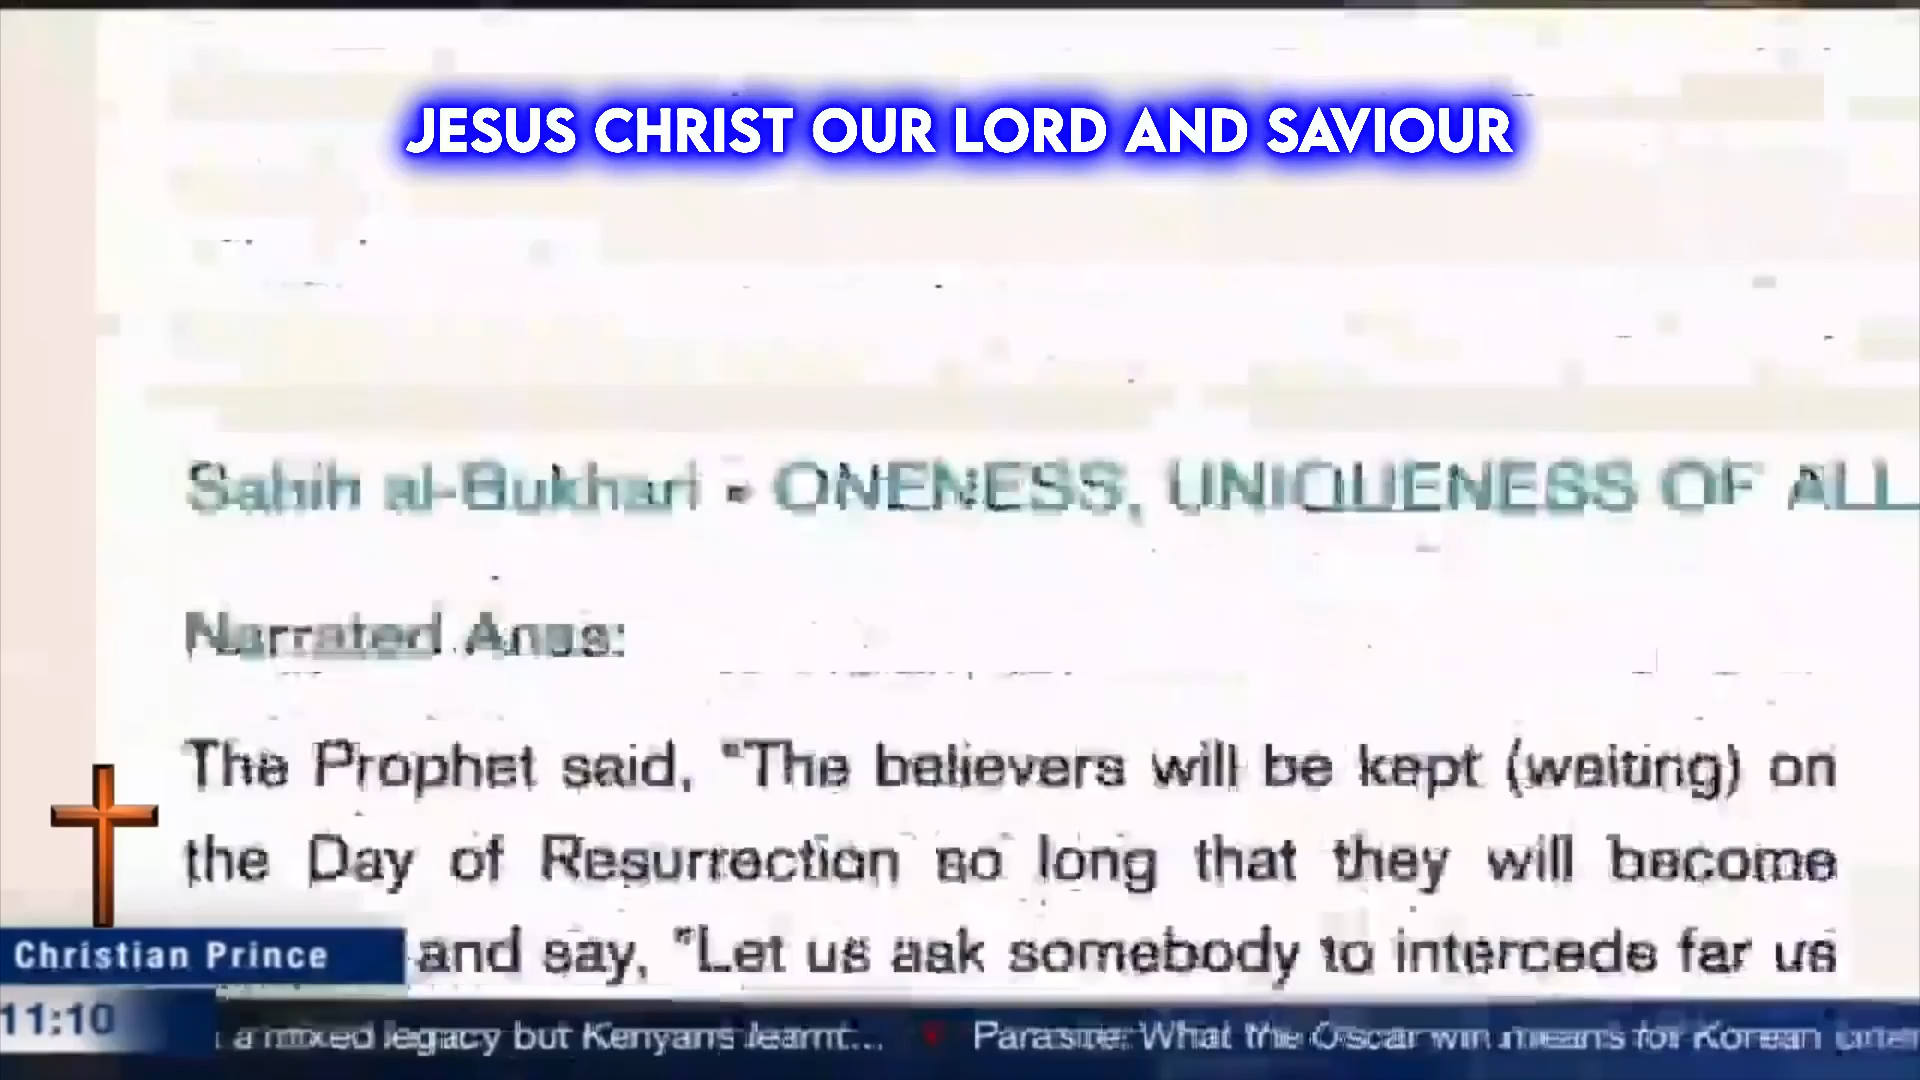 JESUS CHRIST OUR LORD AND SAVIOUR
Sahih al-Bukhari - ONENESS, UNIQUENESS OF ALL
Narrated Anas:
The Prophet said, "The believers will be kept (waiting) on
the Day of Resurrection so long that they will become
and say, "Let us ask somebody to intercede for us
Christian Prince
11:10
a mixed legacy but Kenyans learnt...
Parasite: What the Oscar win means for Korean